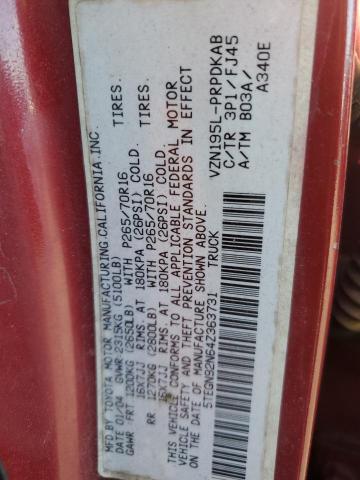 MFD BY TOYOTA MOTOR MANUFACTURING, CALIFORNIA, INC.
DATE 01/04 GVWR 2315KG (5100LB)
GAWR FRT 1200KG (2650LB) WITH P265/70R16 TIRES
16X7JJ RIMS. AT 180KPA (26PSI) COLD.
RR 1270KG (2800LB) WITH P265/70R16 TIRES
16X7JJ RIMS. AT 180KPA (26PSI) COLD.
THIS VEHICLE CONFORMS TO ALL APPLICABLE FEDERAL MOTOR
VEHICLE SAFETY AND THEFT PREVENTION STANDARDS IN EFFECT
ON THE DATE OF MANUFACTURE SHOWN ABOVE.
5TEGN92N64Z363731 TRUCK
VZN195L-PRPDKAB
C/TR 3P1/FJ45
A/TM B03A/
A340E